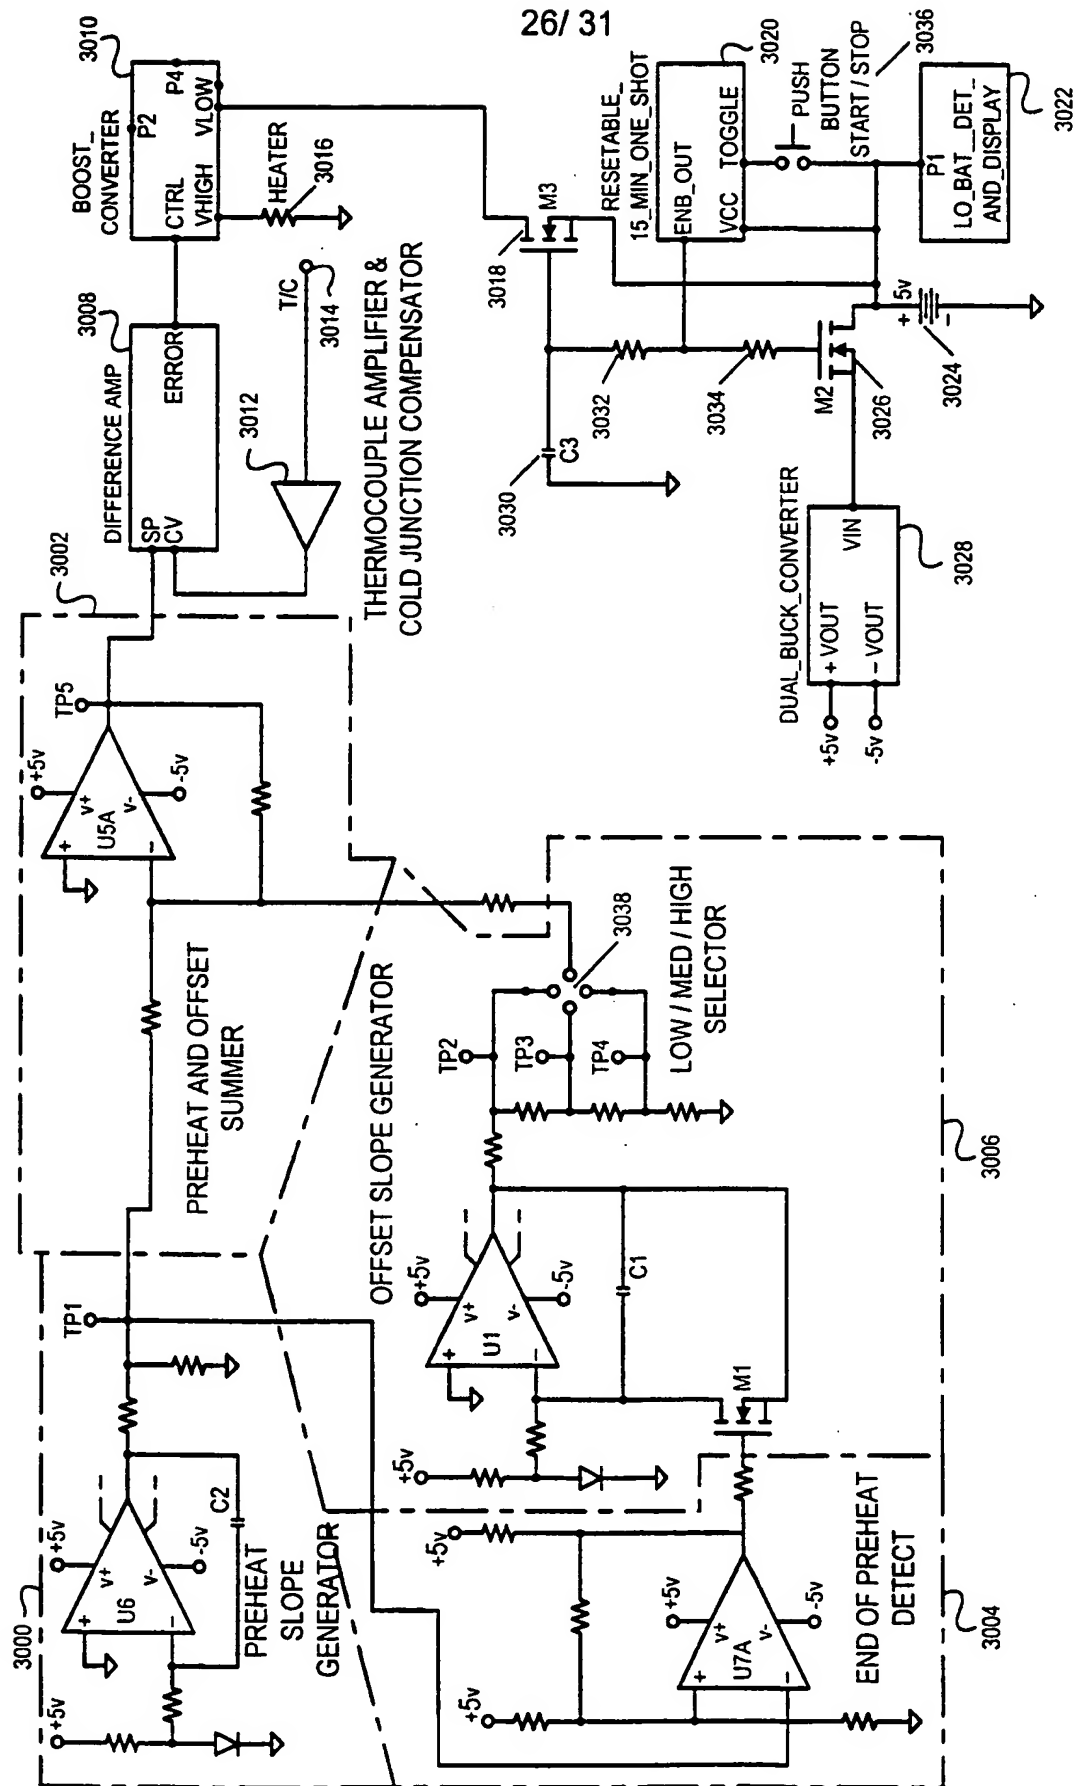 26/ 31
3000
+5v
+5v
+
v+
U6
v-
−
-5v
C2
PREHEAT
SLOPE
GENERATOR
TP1
PREHEAT AND OFFSET
SUMMER
+5v
+
v+
U5A
v-
−
-5v
TP5
3002
DIFFERENCE AMP
3008
SP
CV
ERROR
3012
T/C
3014
THERMOCOUPLE AMPLIFIER &
COLD JUNCTION COMPENSATOR
BOOST_
CONVERTER
3010
P2
P4
CTRL
VHIGH
VLOW
HEATER
3016
OFFSET SLOPE GENERATOR
+5v
+5v
+
v+
U1
v-
−
-5v
C1
M1
TP2
TP3
TP4
3038
LOW / MED / HIGH
SELECTOR
3006
+5v
+5v
+5v
+
v+
U7A
v-
−
-5v
END OF PREHEAT
DETECT
3004
3018
M3
C3
3030
3032
3034
RESETABLE_
15_MIN_ONE_SHOT
3020
ENB_OUT
VCC
TOGGLE
PUSH
BUTTON
START / STOP
3036
P1
LO_BAT__DET_
AND_DISPLAY
3022
M2
3026
+
5v
−
3024
DUAL_BUCK_CONVERTER
+ VOUT
− VOUT
VIN
+5v
-5v
3028